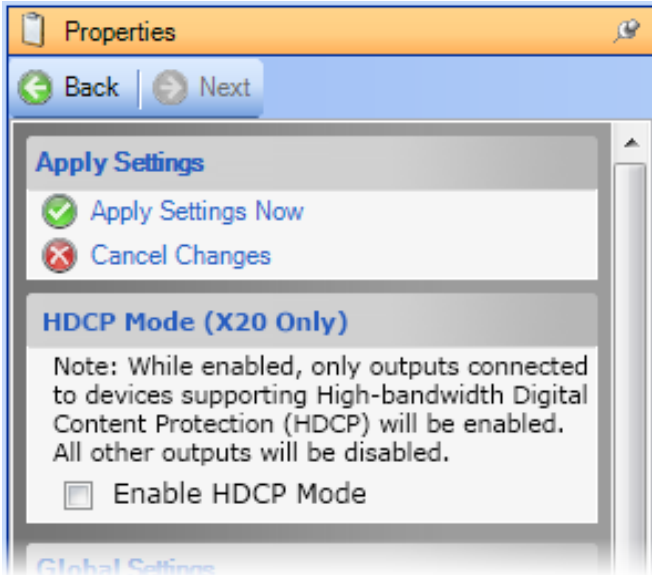 Properties
Back Next
Apply Settings
Apply Settings Now
Cancel Changes
HDCP Mode (X20 Only)
Note: While enabled, only outputs connected
to devices supporting High-bandwidth Digital
Content Protection (HDCP) will be enabled.
All other outputs will be disabled.
Enable HDCP Mode
Global Settings